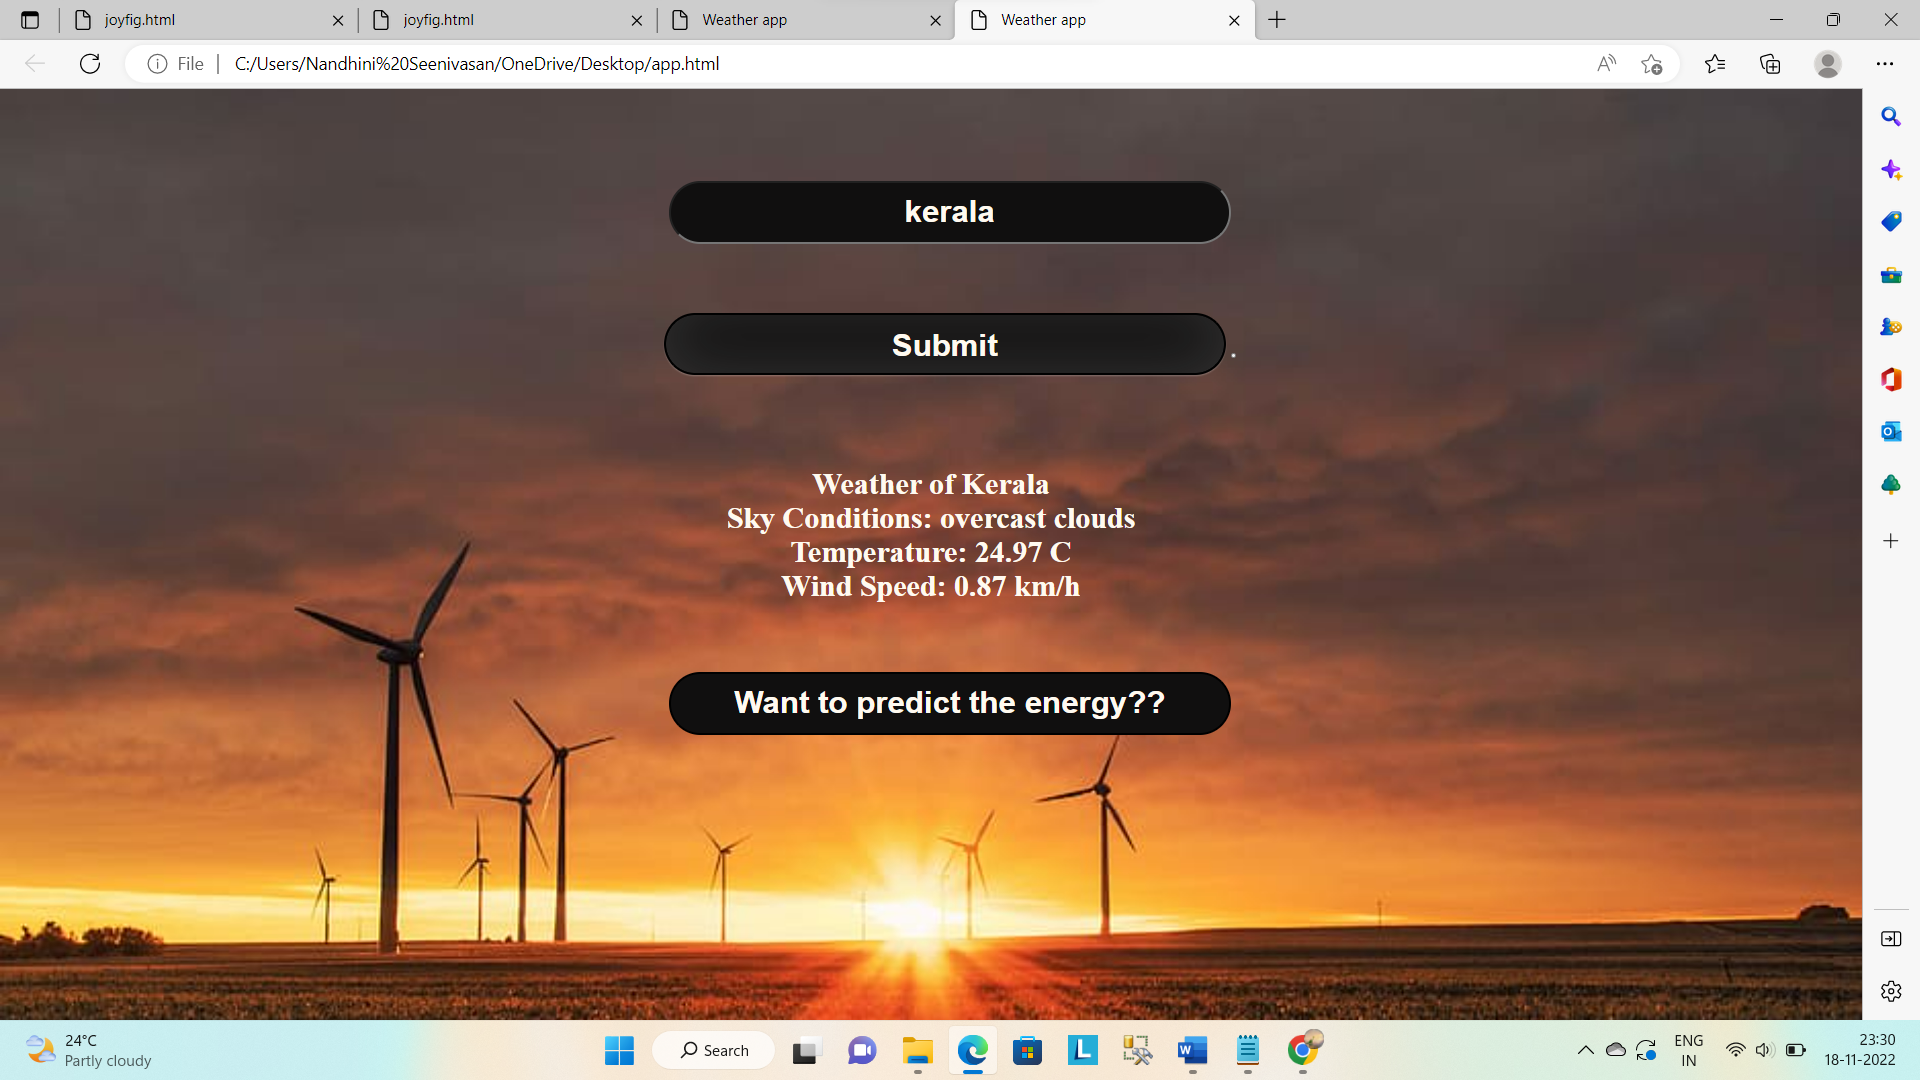 joyfig.html
joyfig.html
Weather app
Weather app
File
C:/Users/Nandhini%20Seenivasan/OneDrive/Desktop/app.html
kerala
Submit
.
Weather of Kerala
Sky Conditions: overcast clouds
Temperature: 24.97 C
Wind Speed: 0.87 km/h
Want to predict the energy??
24°C
Partly cloudy
Search
ENG
IN
23:30
18-11-2022